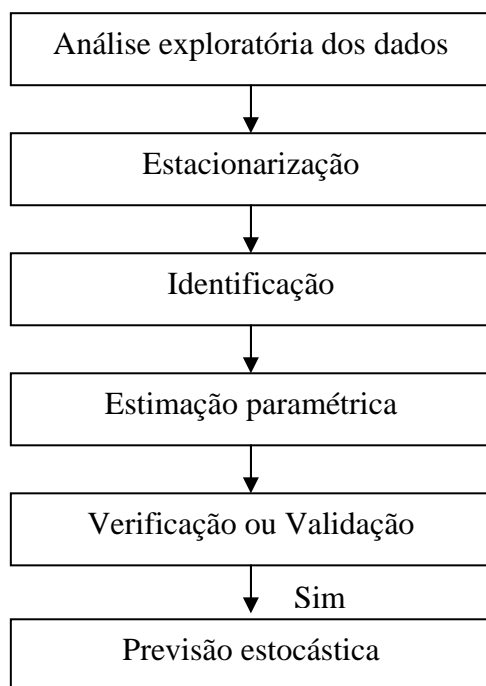 Análise exploratória dos dados
Estacionarização
Identificação
Estimação paramétrica
Verificação ou Validação
Sim
Previsão estocástica